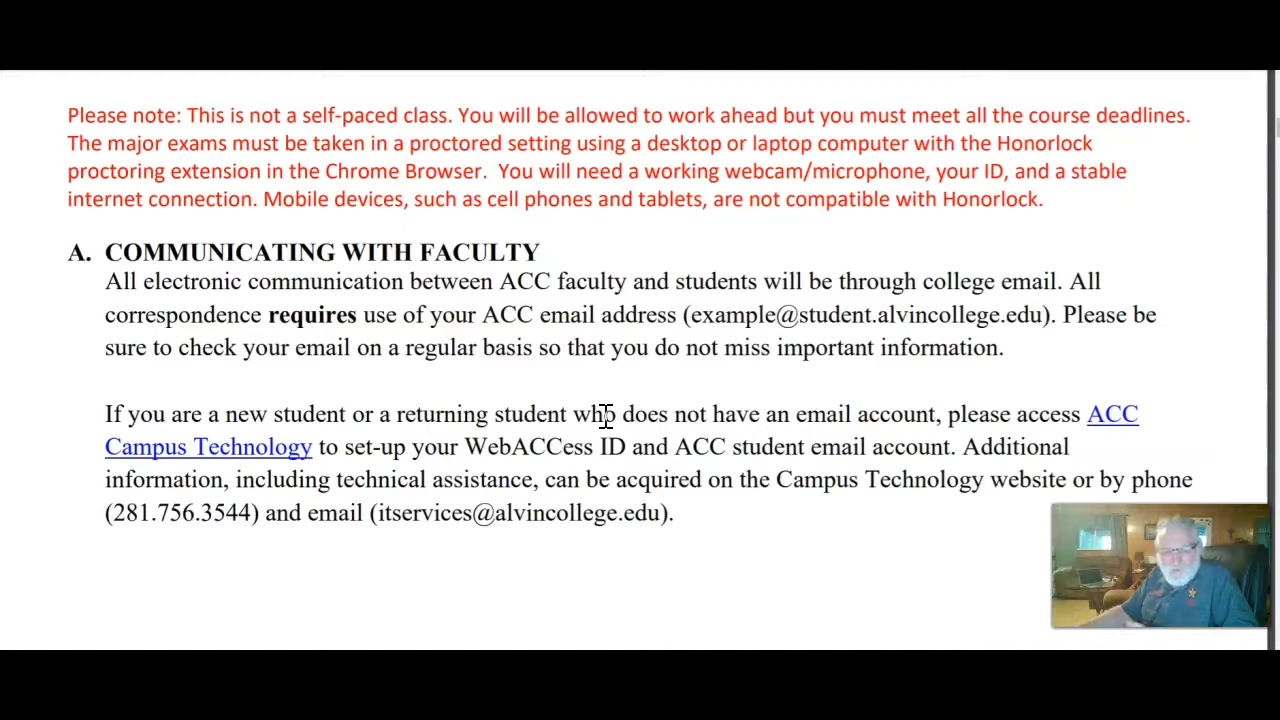 Please note: This is not a self-paced class. You will be allowed to work ahead but you must meet all the course deadlines.
The major exams must be taken in a proctored setting using a desktop or laptop computer with the Honorlock
proctoring extension in the Chrome Browser.  You will need a working webcam/microphone, your ID, and a stable
internet connection. Mobile devices, such as cell phones and tablets, are not compatible with Honorlock.
A. COMMUNICATING WITH FACULTY
All electronic communication between ACC faculty and students will be through college email. All
correspondence requires use of your ACC email address (example@student.alvincollege.edu). Please be
sure to check your email on a regular basis so that you do not miss important information.
If you are a new student or a returning student who does not have an email account, please access ACC
Campus Technology to set-up your WebACCess ID and ACC student email account. Additional
information, including technical assistance, can be acquired on the Campus Technology website or by phone
(281.756.3544) and email (itservices@alvincollege.edu).